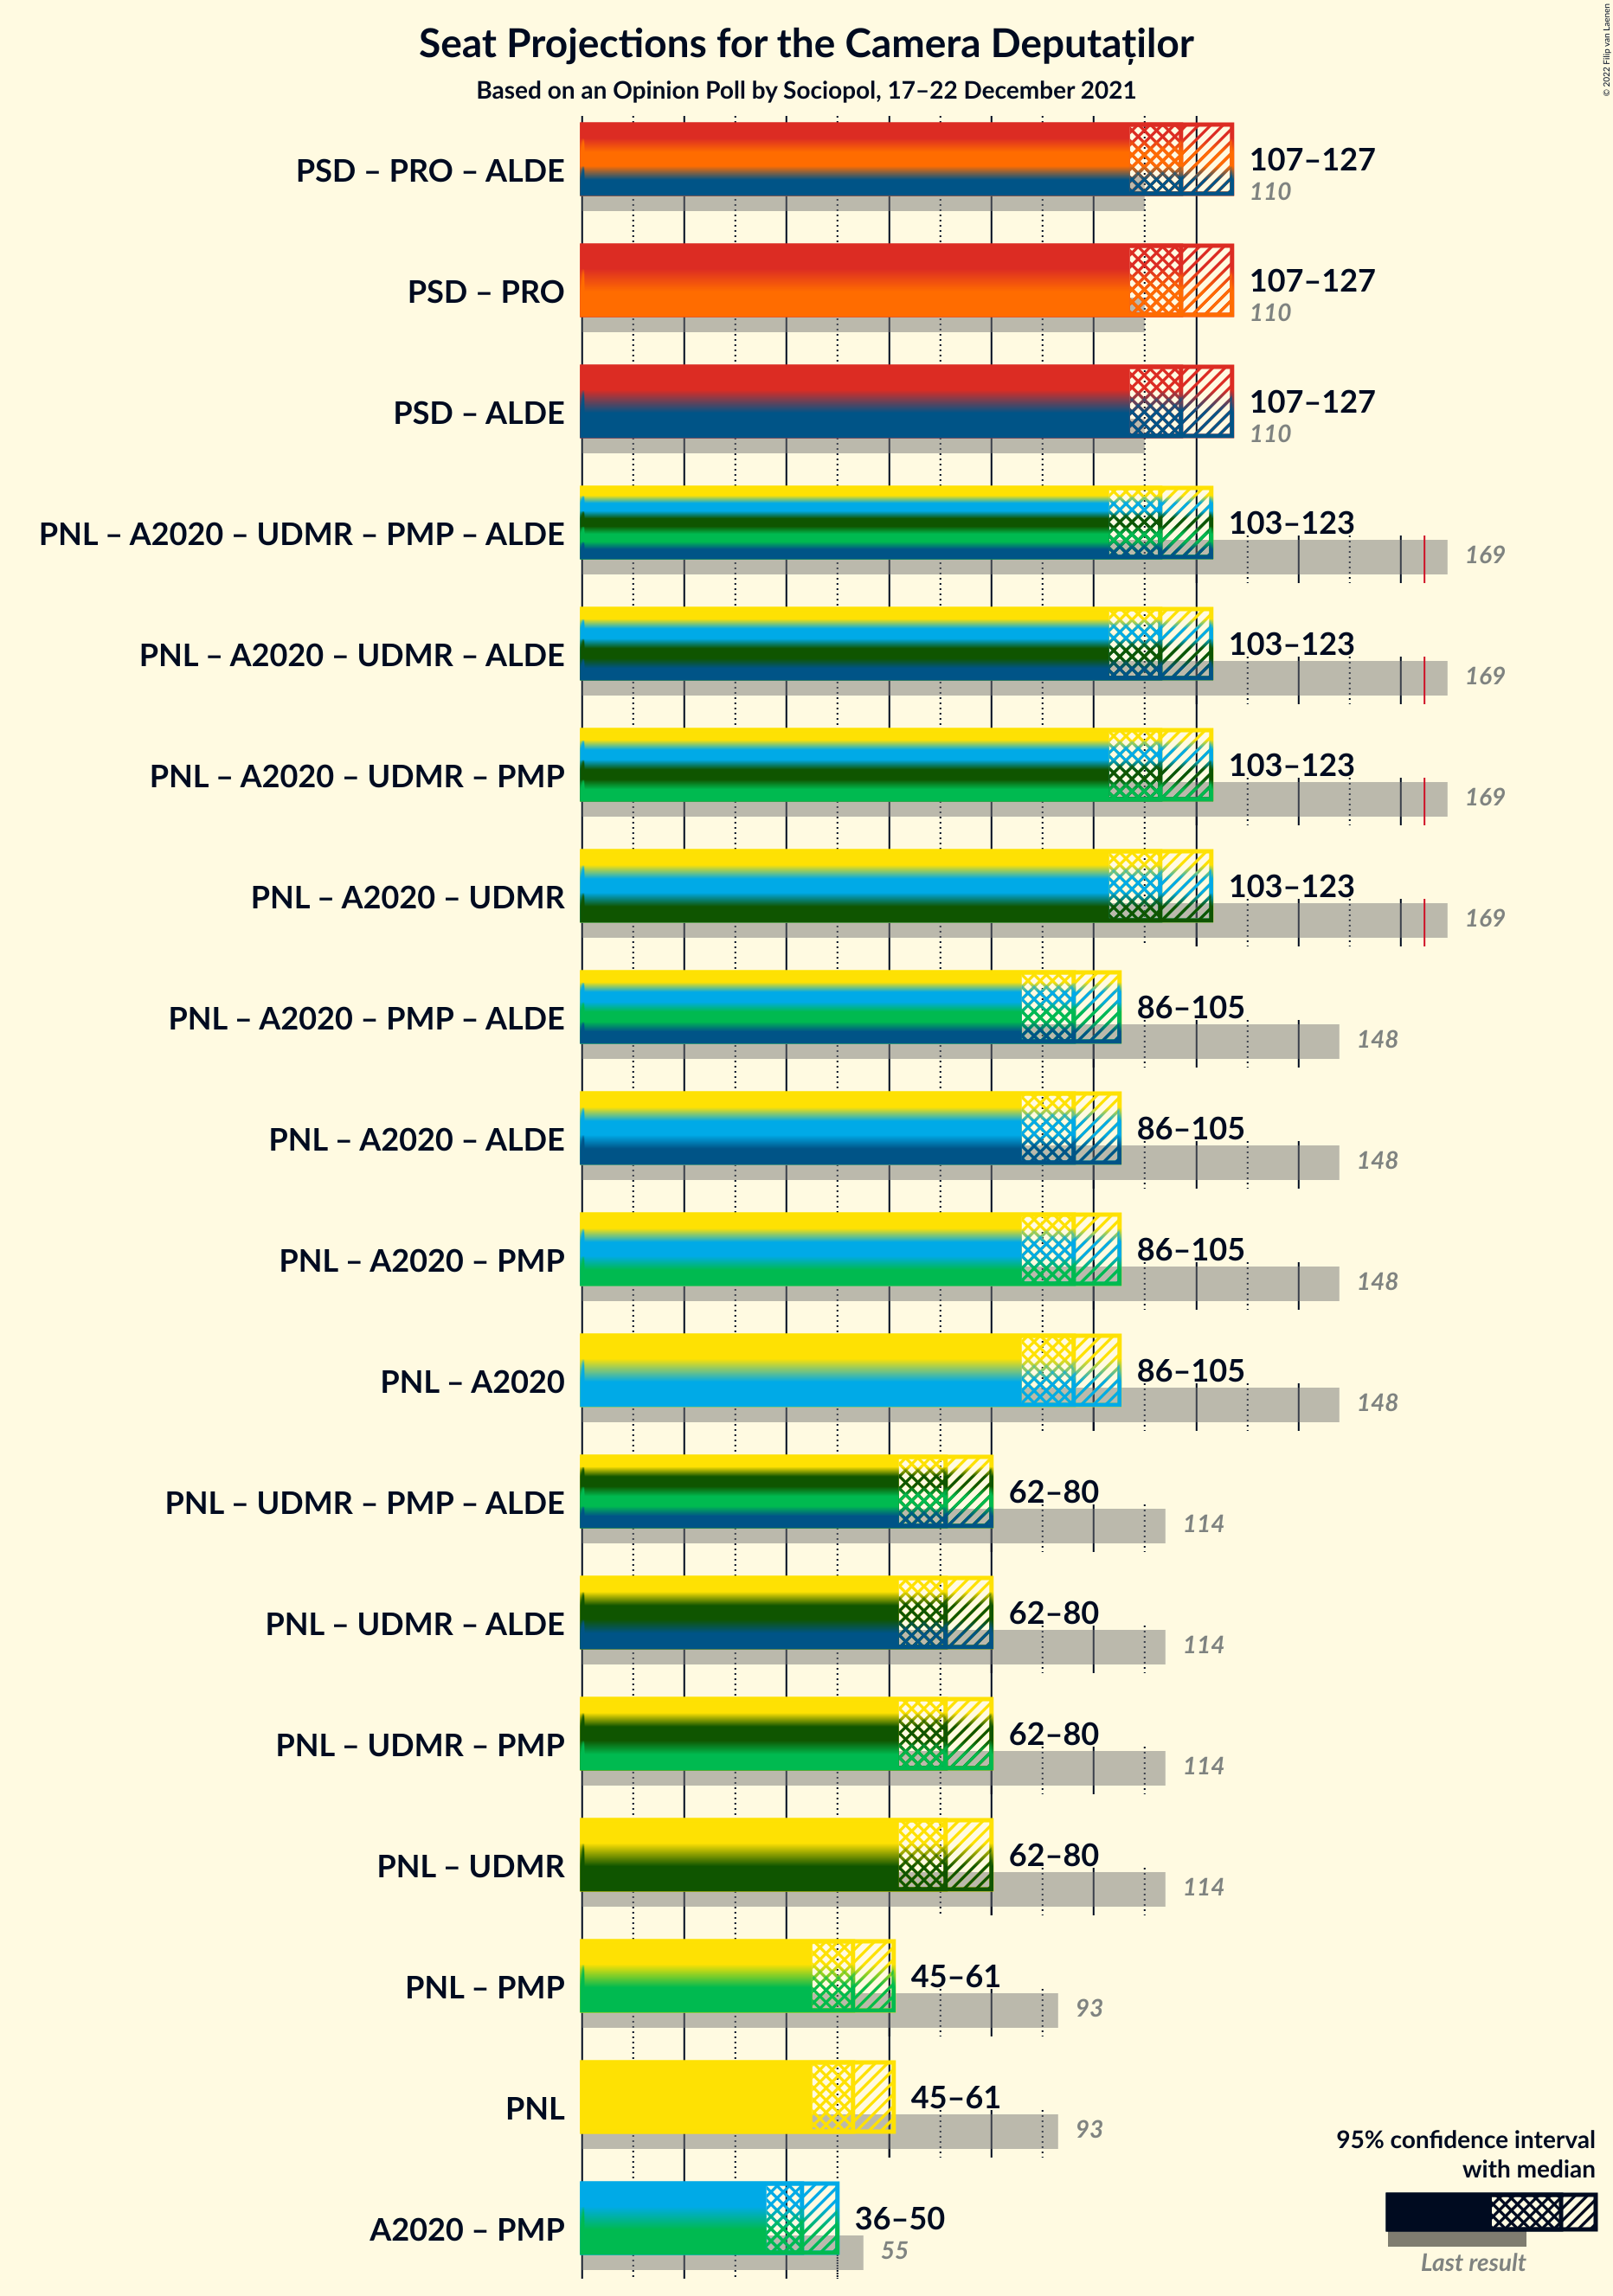 Seat Projections for the Camera Deputaților
Based on an Opinion Poll by Sociopol, 17–22 December 2021
© 2022 Filip van Laenen
PSD – PRO – ALDE
107–127
110
PSD – PRO
107–127
110
PSD – ALDE
107–127
110
PNL – A2020 – UDMR – PMP – ALDE
103–123
169
PNL – A2020 – UDMR – ALDE
103–123
169
PNL – A2020 – UDMR – PMP
103–123
169
PNL – A2020 – UDMR
103–123
169
PNL – A2020 – PMP – ALDE
86–105
148
PNL – A2020 – ALDE
86–105
148
PNL – A2020 – PMP
86–105
148
PNL – A2020
86–105
148
PNL – UDMR – PMP – ALDE
62–80
114
PNL – UDMR – ALDE
62–80
114
PNL – UDMR – PMP
62–80
114
PNL – UDMR
62–80
114
PNL – PMP
45–61
93
PNL
45–61
93
A2020 – PMP
36–50
55
95% confidence interval
with median
Last result